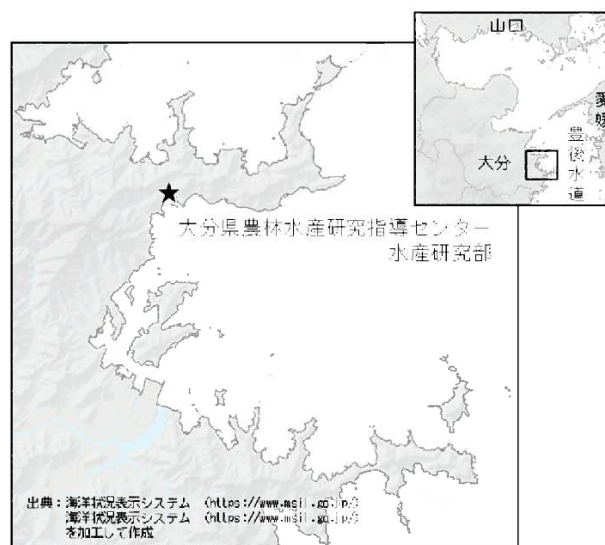 山口
愛媛
大分
豊後水道
大分県農林水産研究指導センター
水産研究部
出典：海洋状況表示システム （https://www.msil.go.jp/）
海洋状況表示システム （https://www.msil.go.jp/）
を加工して作成